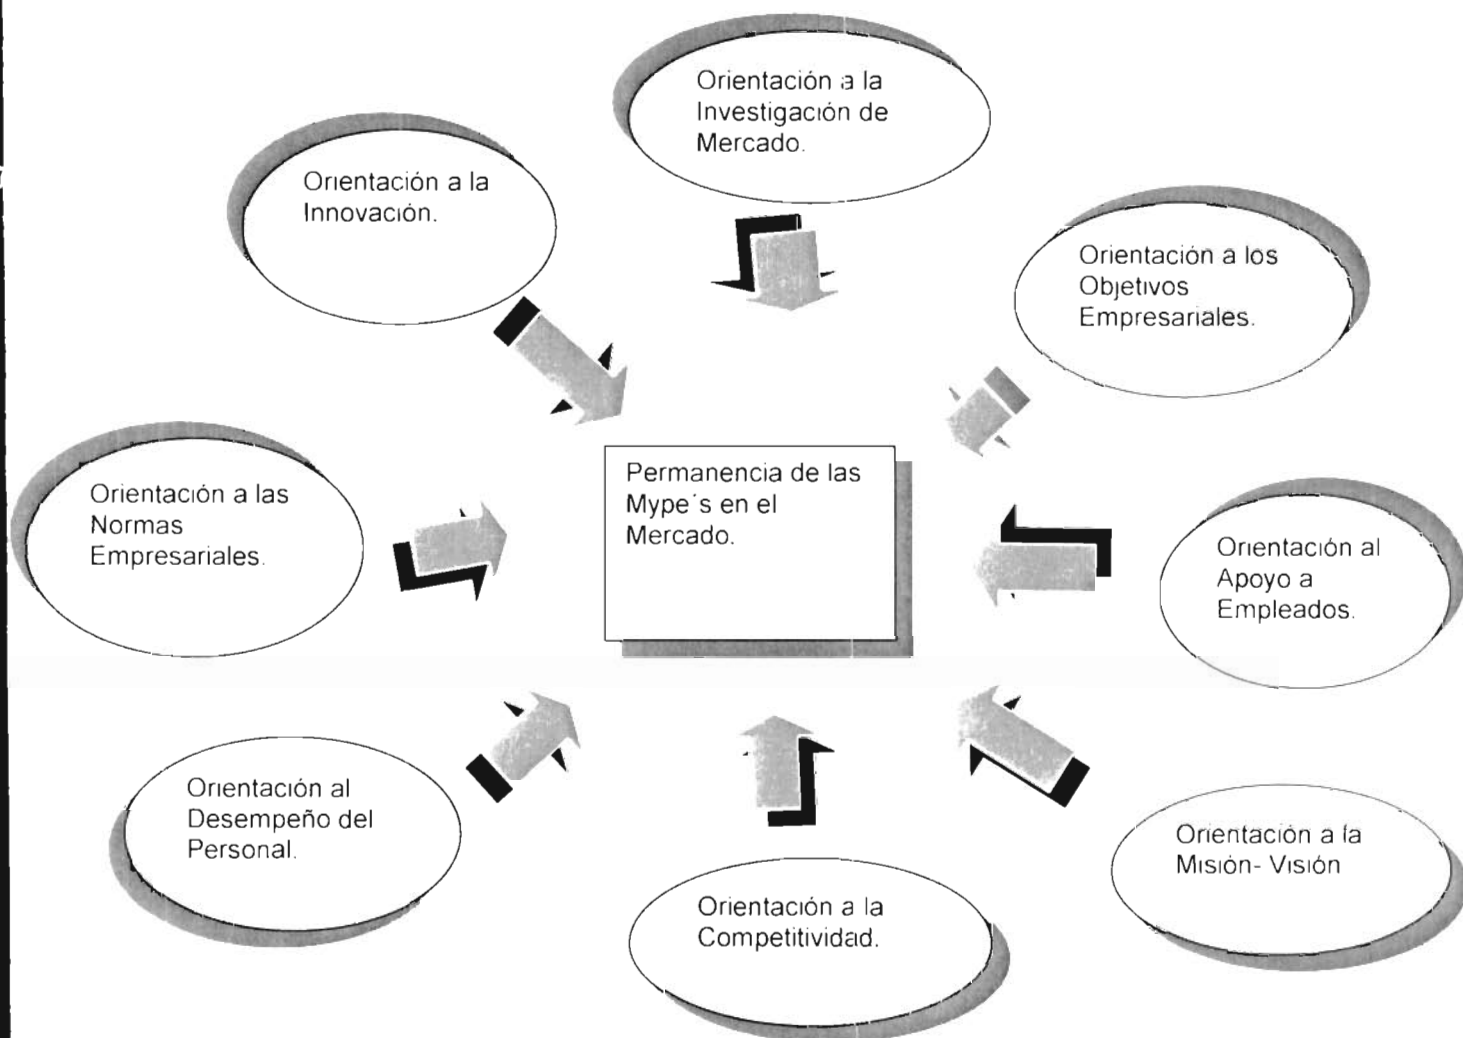 Orientación a la
Investigación de
Mercado.
Orientación a la
Innovación.
Orientación a los
Objetivos
Empresariales.
Permanencia de las
Mype´s en el
Mercado.
Orientación a las
Normas
Empresariales.
Orientación al
Apoyo a
Empleados.
Orientación al
Desempeño del
Personal.
Orientación a la
Misión- Visión
Orientación a la
Competitividad.